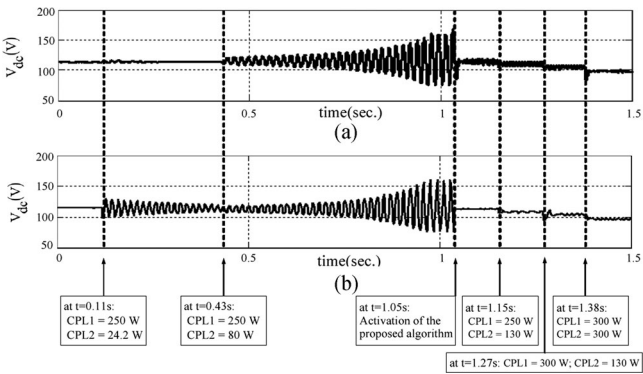 200
150
100
50
V_dc(V)
0
0.5
1
1.5
time(sec.)
(a)
200
150
100
50
V_dc(V)
0
0.5
1
1.5
time(sec.)
(b)
at t=0.11s:
CPL1 = 250 W
CPL2 = 24.2 W
at t=0.43s:
CPL1 = 250 W
CPL2 = 80 W
at t=1.05s:
Activation of the
proposed algorithm
at t=1.15s:
CPL1 = 250 W
CPL2 = 130 W
at t=1.38s:
CPL1 = 300 W
CPL2 = 300 W
at t=1.27s: CPL1 = 300 W; CPL2 = 130 W